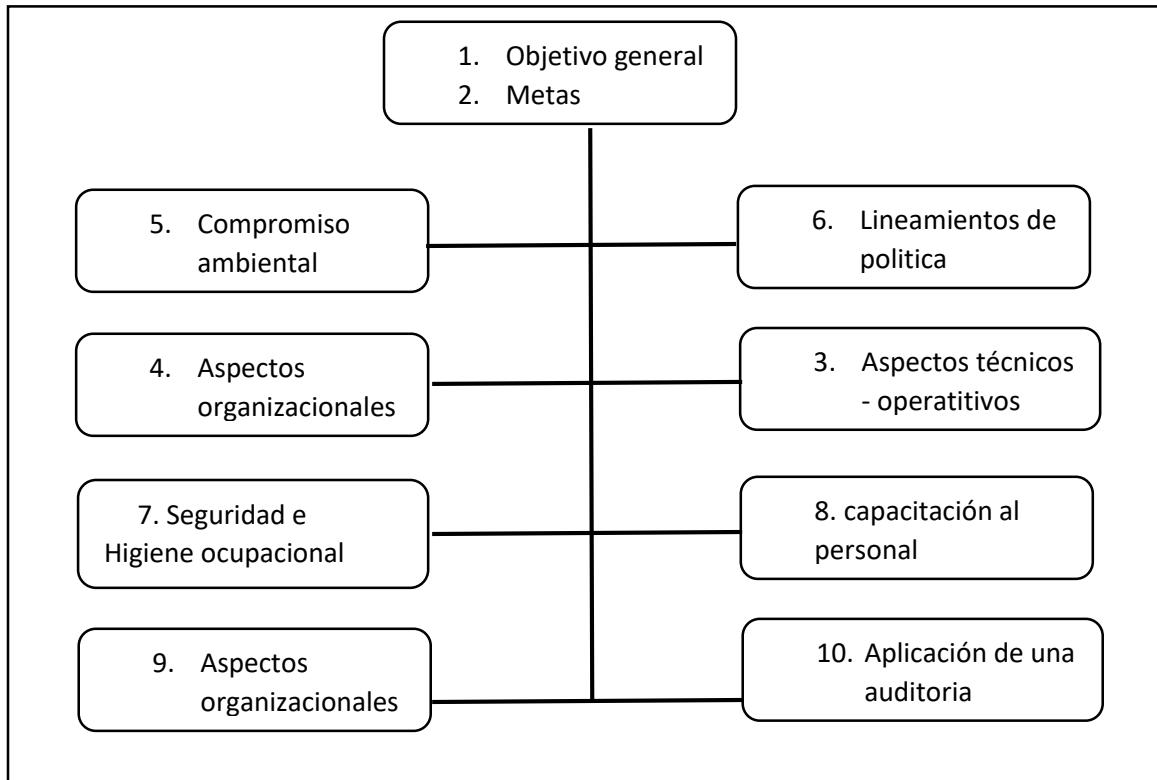 1. Objetivo general
2. Metas
5. Compromiso
ambiental
6. Lineamientos de
politica
4. Aspectos
organizacionales
3. Aspectos técnicos
- operatitivos
7. Seguridad e
Higiene ocupacional
8. capacitación al
personal
9. Aspectos
organizacionales
10. Aplicación de una
auditoria